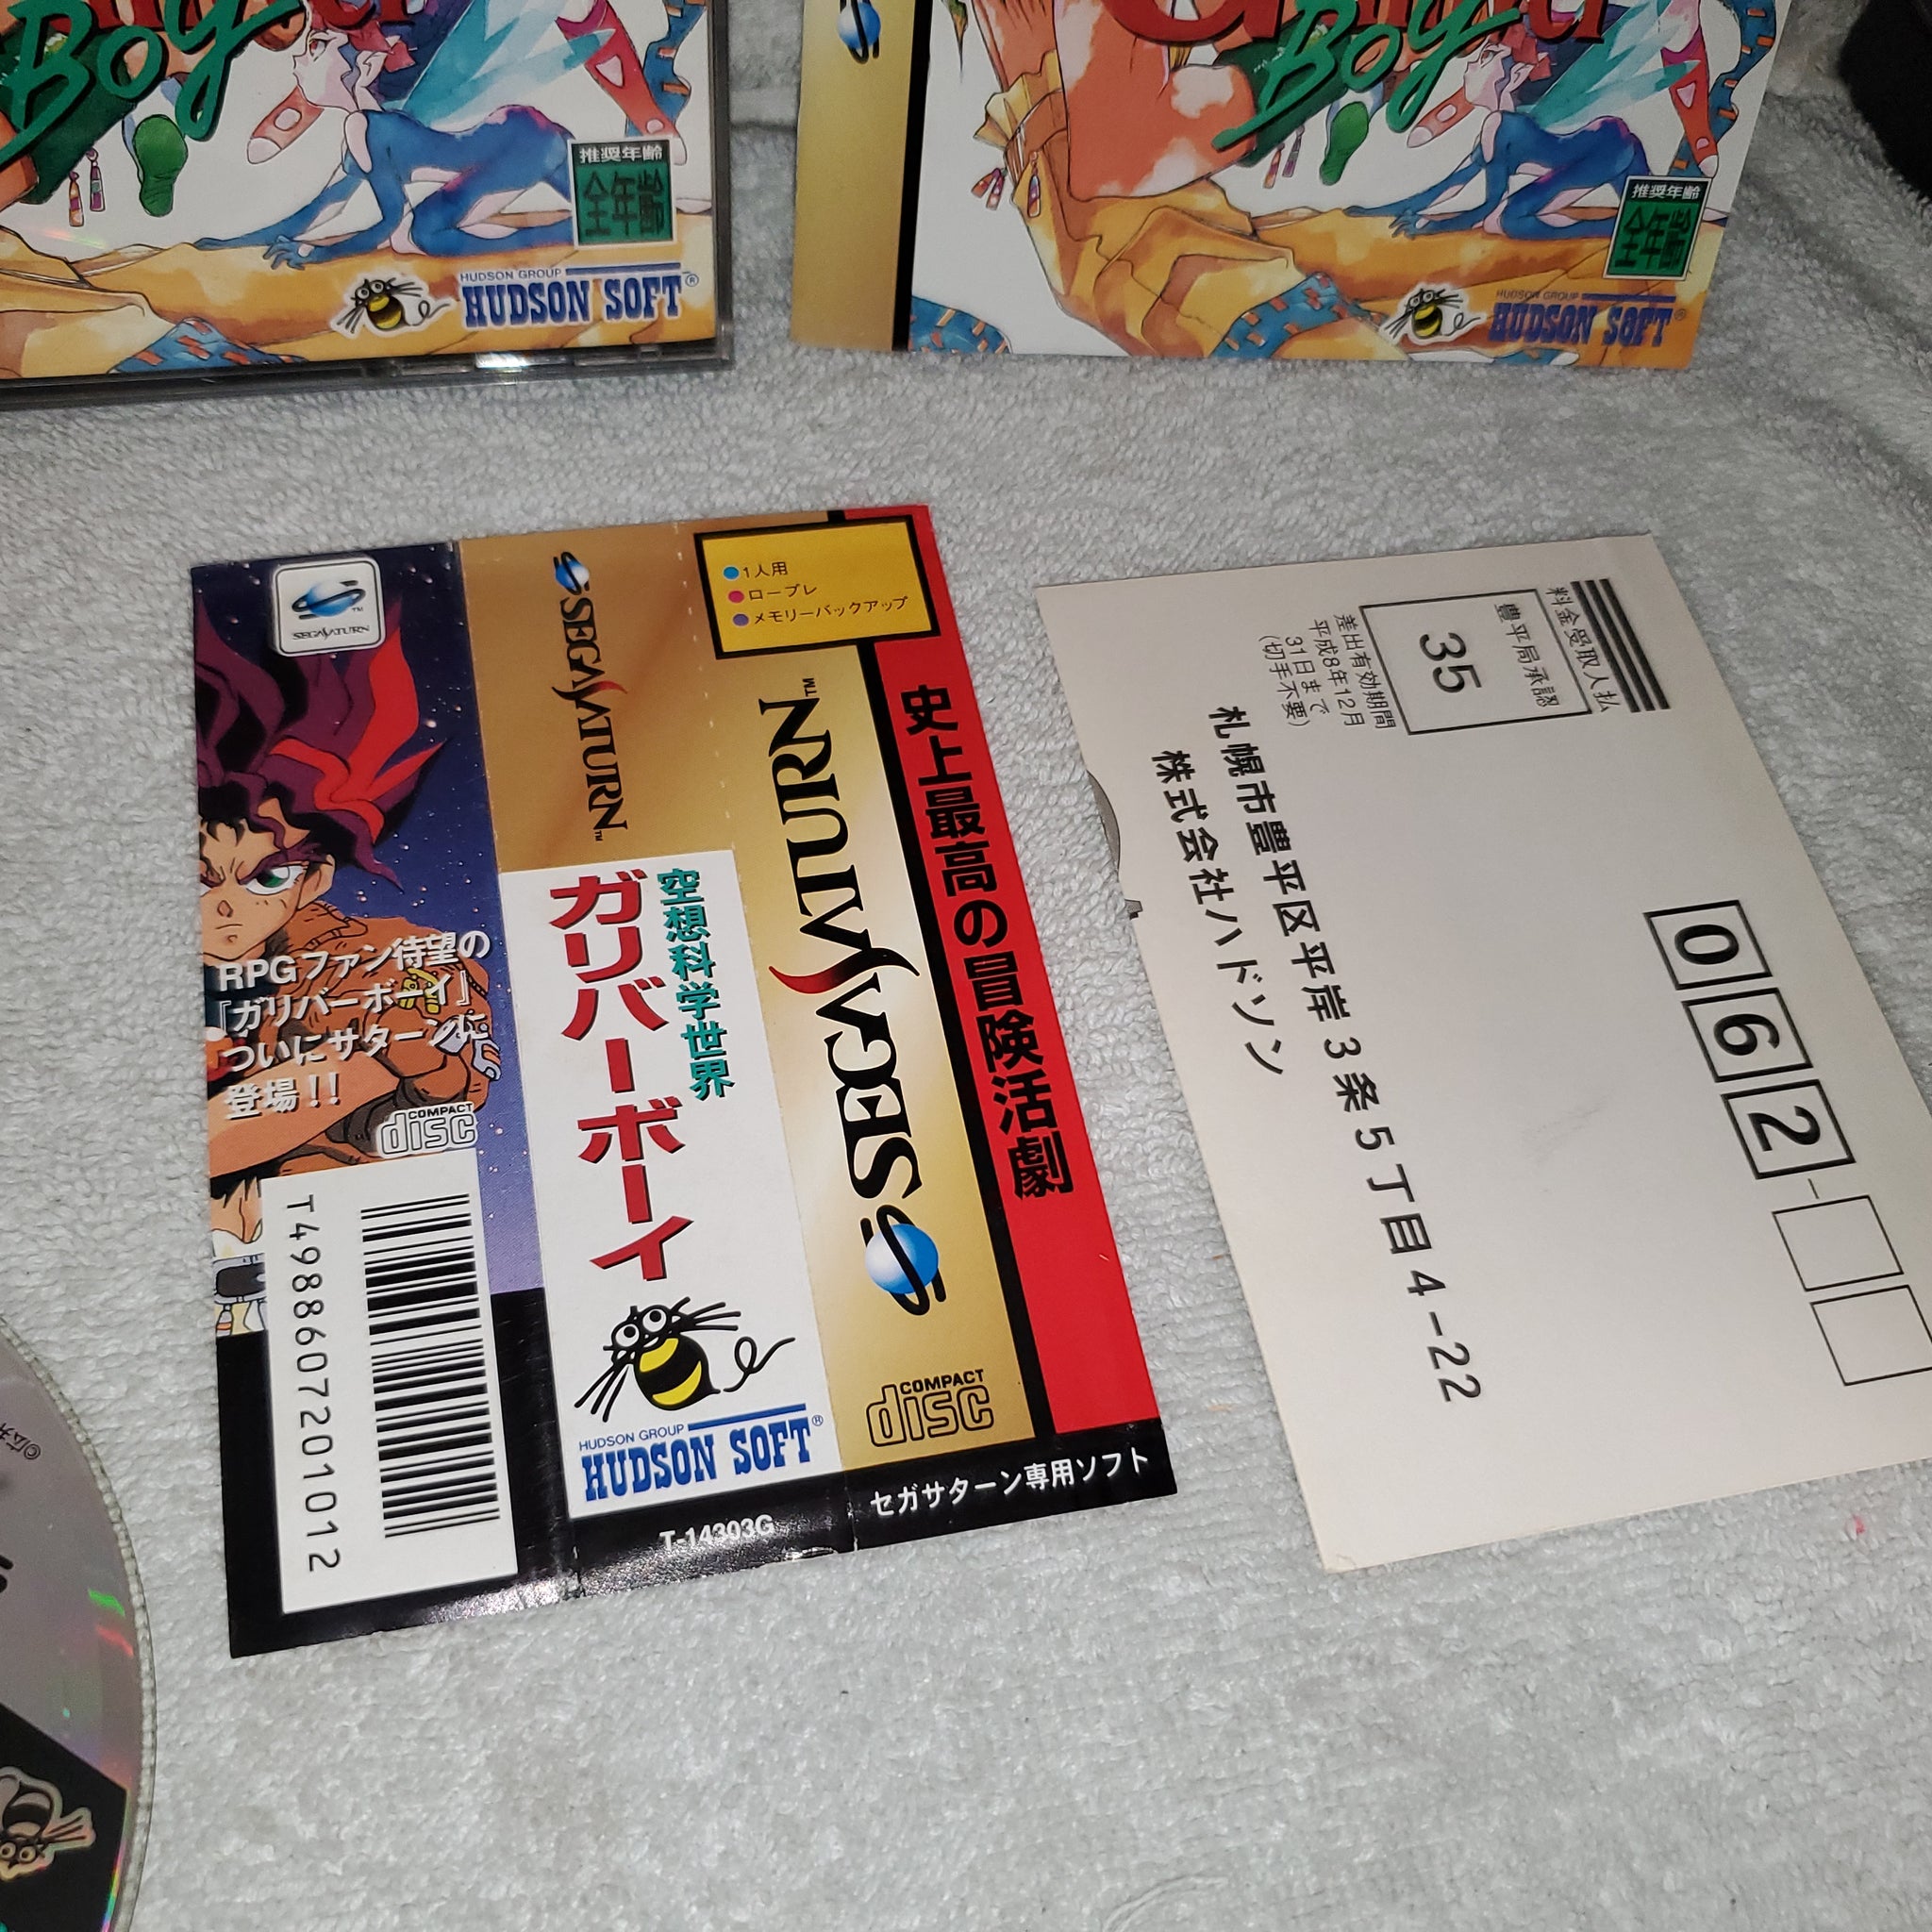 Boy
推奨年齢
全年齢
HUDSON GROUP
HUDSON SOFT®
Boy
推奨年齢
全年齢
HUDSON GROUP
HUDSON SOFT®
SEGA SATURN™
RPGファン待望の
『ガリバーボーイ』
ついにサターンに
登場!!
COMPACT
disc
T4988607201012
SEGA SATURN™
空想科学世界
ガリバーボーイ
HUDSON GROUP
HUDSON SOFT®
T-14303G
1人用
ロープレ
メモリーバックアップ
SEGA SATURN™
COMPACT
disc
史上最高の冒険活劇
セガサターン専用ソフト
料金受取人払
豊平局承認
35
差出有効期間
平成8年12月
31日まで
(切手不要)
062-
札幌市豊平区平岸3条5丁目4-22
株式会社ハドソン